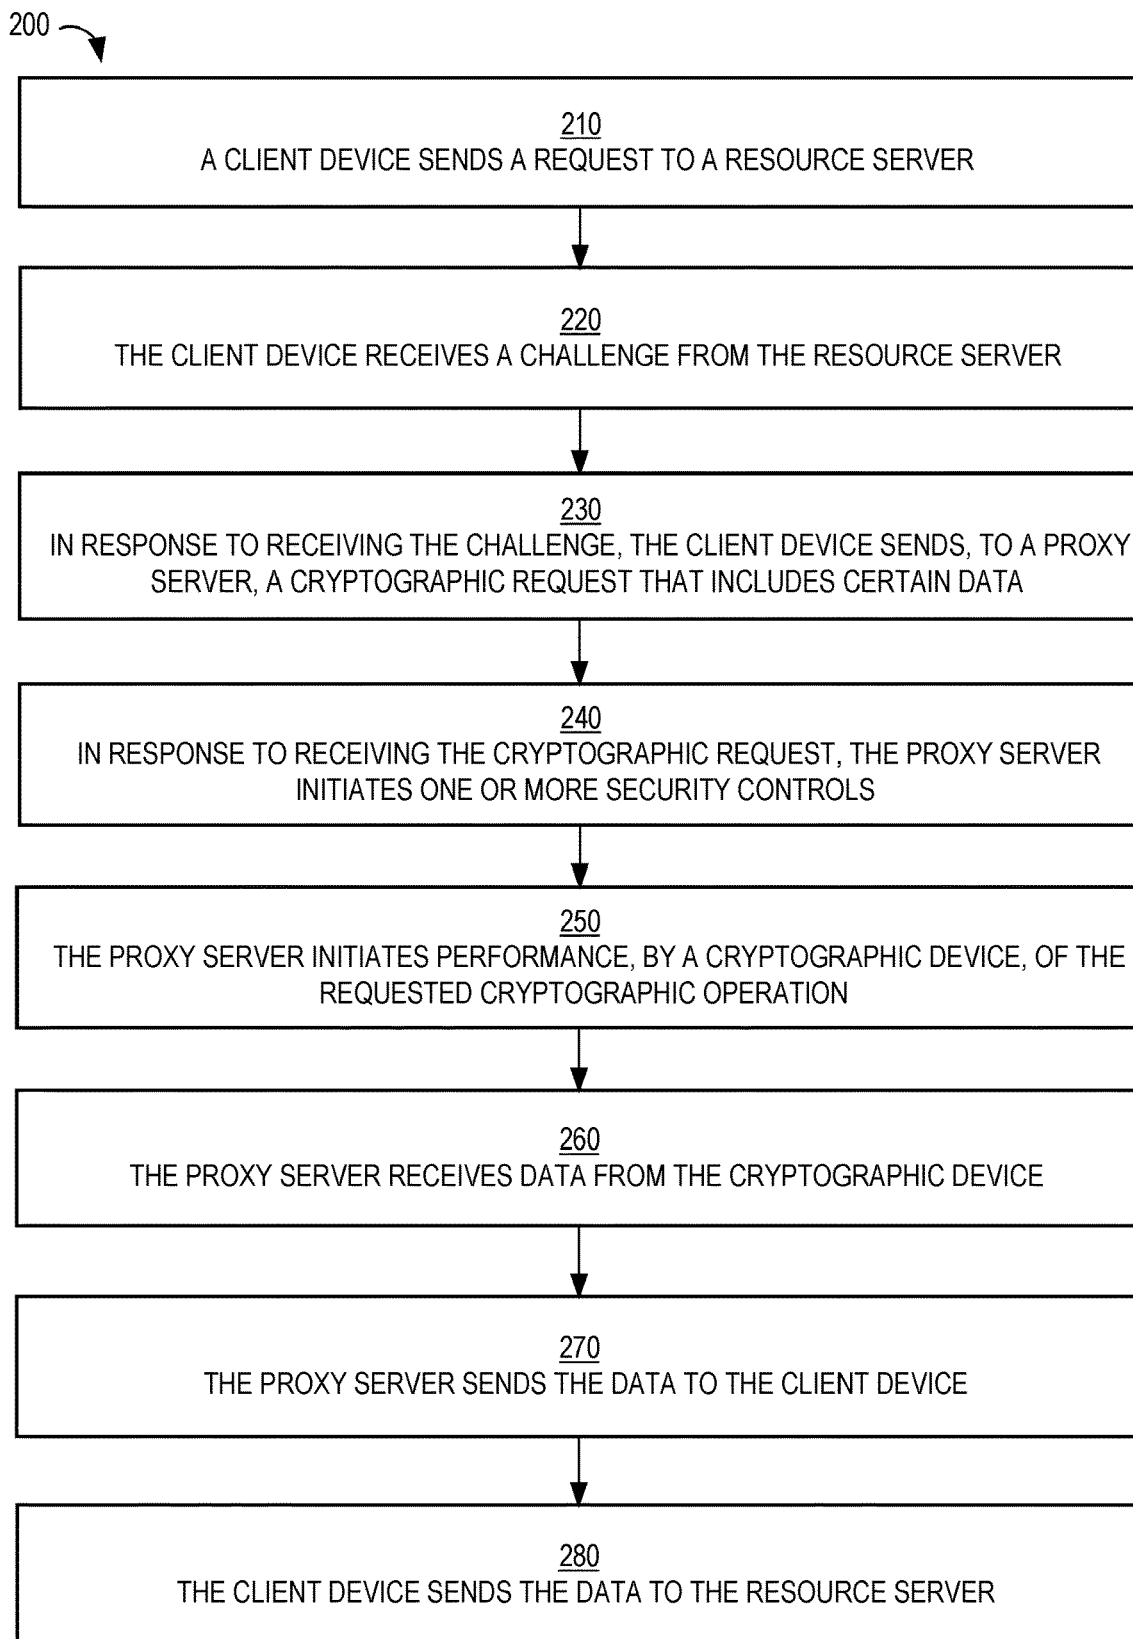 200
210
A CLIENT DEVICE SENDS A REQUEST TO A RESOURCE SERVER
220
THE CLIENT DEVICE RECEIVES A CHALLENGE FROM THE RESOURCE SERVER
230
IN RESPONSE TO RECEIVING THE CHALLENGE, THE CLIENT DEVICE SENDS, TO A PROXY
SERVER, A CRYPTOGRAPHIC REQUEST THAT INCLUDES CERTAIN DATA
240
IN RESPONSE TO RECEIVING THE CRYPTOGRAPHIC REQUEST, THE PROXY SERVER
INITIATES ONE OR MORE SECURITY CONTROLS
250
THE PROXY SERVER INITIATES PERFORMANCE, BY A CRYPTOGRAPHIC DEVICE, OF THE
REQUESTED CRYPTOGRAPHIC OPERATION
260
THE PROXY SERVER RECEIVES DATA FROM THE CRYPTOGRAPHIC DEVICE
270
THE PROXY SERVER SENDS THE DATA TO THE CLIENT DEVICE
280
THE CLIENT DEVICE SENDS THE DATA TO THE RESOURCE SERVER